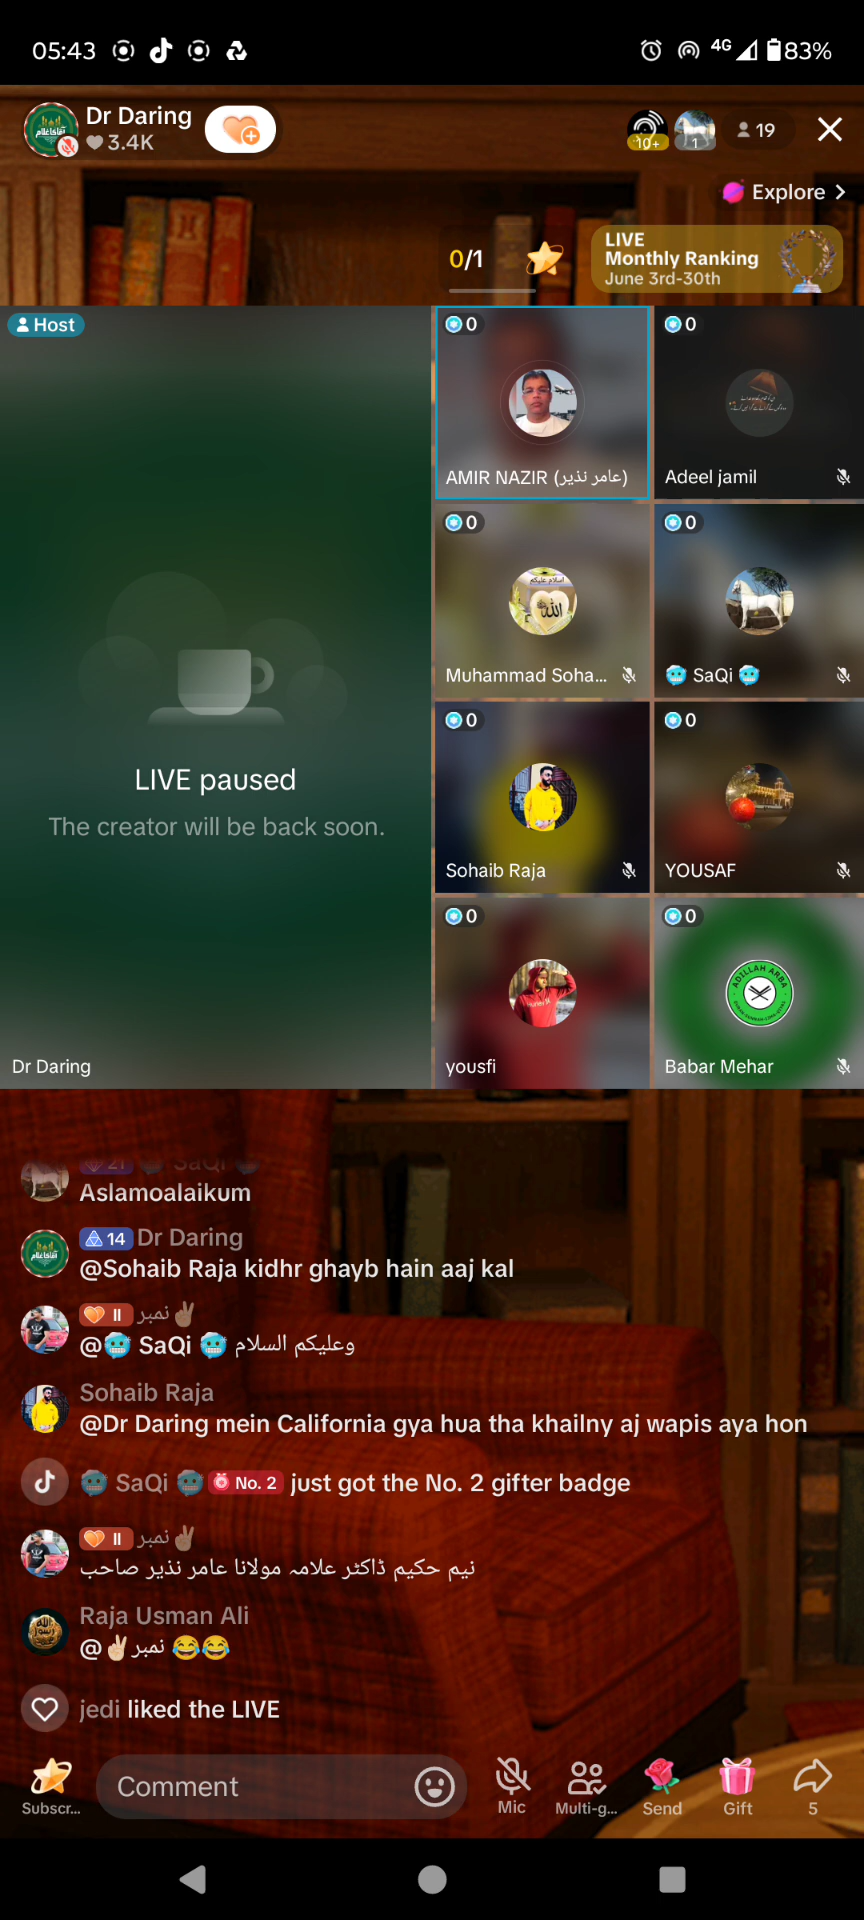 05:43
4G
83%
Dr Daring
3.4K
10+
1
19
Explore
0/1
LIVE
Monthly Ranking
June 3rd-30th
Host
LIVE paused
The creator will be back soon.
Dr Daring
0
AMIR NAZIR (عامر نذیر)
0
Adeel jamil
0
Muhammad Soha...
0
🥶 SaQi 🥶
0
Sohaib Raja
0
YOUSAF
0
yousfi
0
ADILLAH ARBA
Babar Mehar
21 🥶 SaQi 🥶
Aslamoalaikum
14 Dr Daring
@Sohaib Raja kidhr ghayb hain aaj kal
II نمبر✌🏽
@🥶 SaQi 🥶 وعلیکم السلام
Sohaib Raja
@Dr Daring mein California gya hua tha khailny aj wapis aya hon
🥶 SaQi 🥶 No. 2 just got the No. 2 gifter badge
II نمبر✌🏽
نیم حکیم ڈاکٹر علامہ مولانا عامر نذیر صاحب
Raja Usman Ali
@✌🏼نمبر 😂😂
jedi liked the LIVE
Subscr...
Comment
Mic
Multi-g...
Send
Gift
5